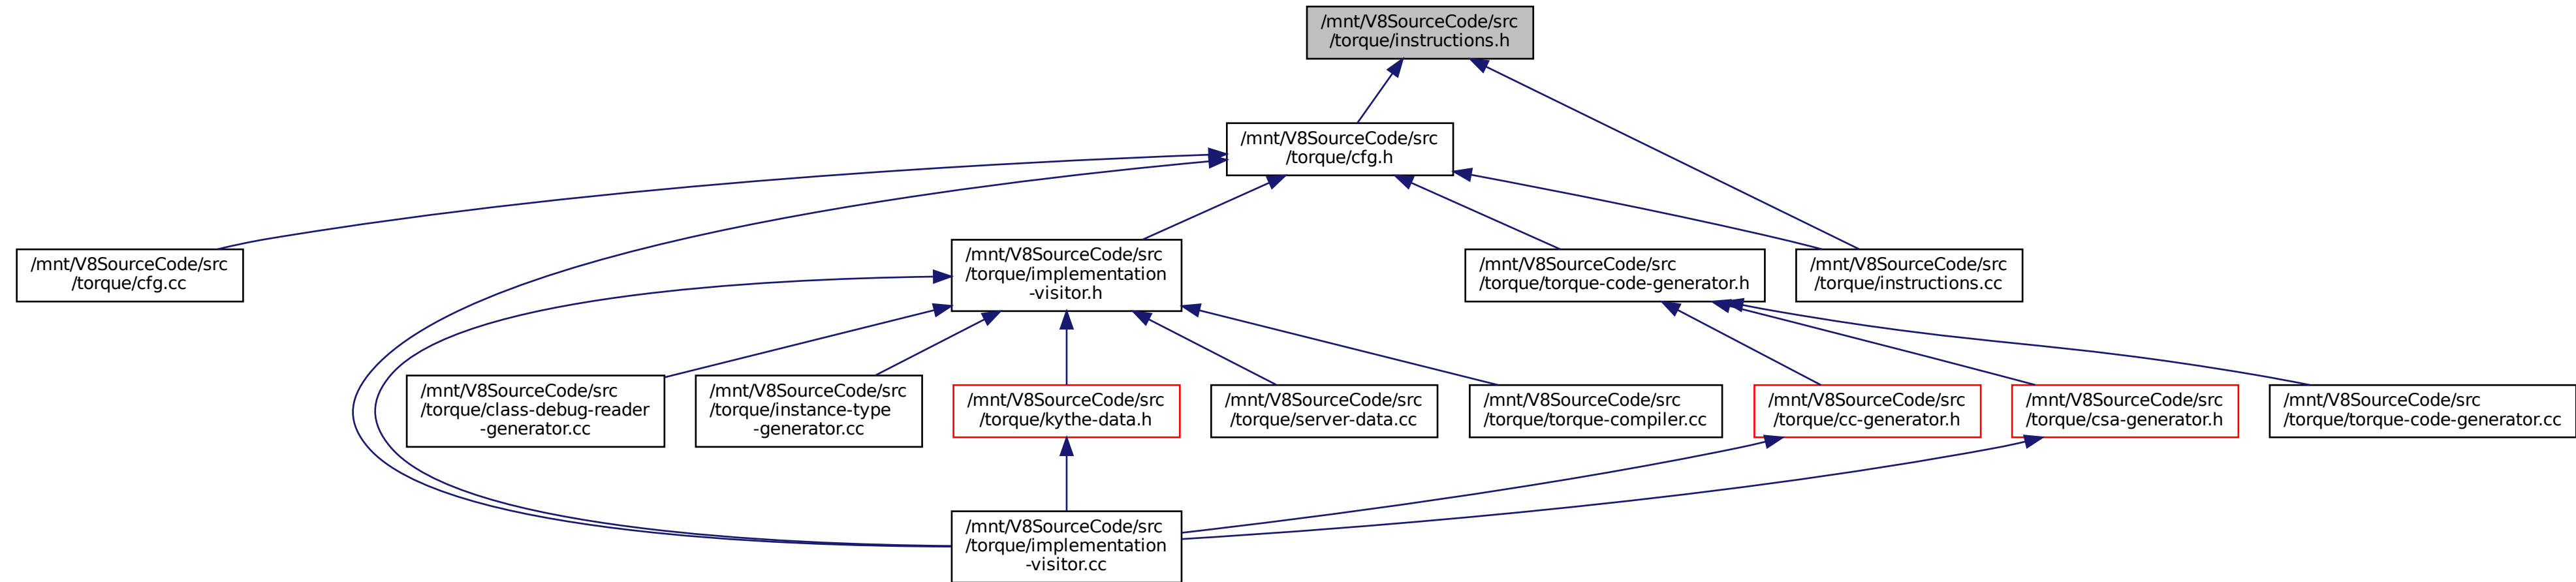 /mnt/V8SourceCode/src
/torque/instructions.h
/mnt/V8SourceCode/src
/torque/cfg.h
/mnt/V8SourceCode/src
/torque/cfg.cc
/mnt/V8SourceCode/src
/torque/implementation
-visitor.h
/mnt/V8SourceCode/src
/torque/torque-code-generator.h
/mnt/V8SourceCode/src
/torque/instructions.cc
/mnt/V8SourceCode/src
/torque/class-debug-reader
-generator.cc
/mnt/V8SourceCode/src
/torque/instance-type
-generator.cc
/mnt/V8SourceCode/src
/torque/kythe-data.h
/mnt/V8SourceCode/src
/torque/server-data.cc
/mnt/V8SourceCode/src
/torque/torque-compiler.cc
/mnt/V8SourceCode/src
/torque/cc-generator.h
/mnt/V8SourceCode/src
/torque/csa-generator.h
/mnt/V8SourceCode/src
/torque/torque-code-generator.cc
/mnt/V8SourceCode/src
/torque/implementation
-visitor.cc